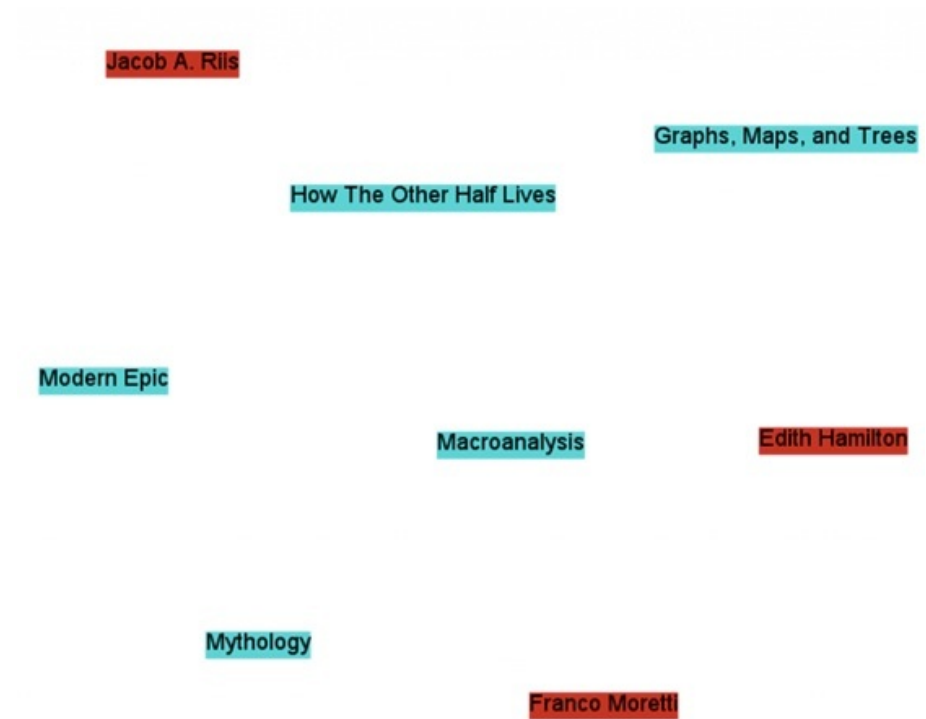 Jacob A. Riis
Graphs, Maps, and Trees
How The Other Half Lives
Modern Epic
Macroanalysis
Edith Hamilton
Mythology
Franco Moretti